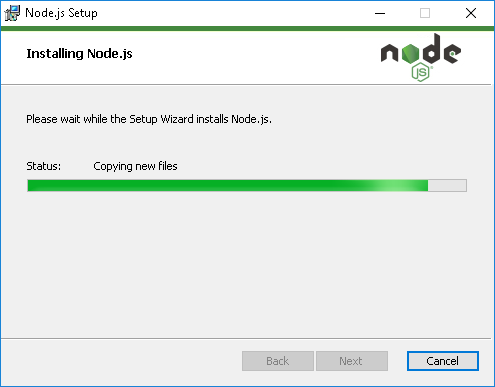 Node.js Setup
Installing Node.js
node
JS
Please wait while the Setup Wizard installs Node.js.
Status: Copying new files
Back Next Cancel